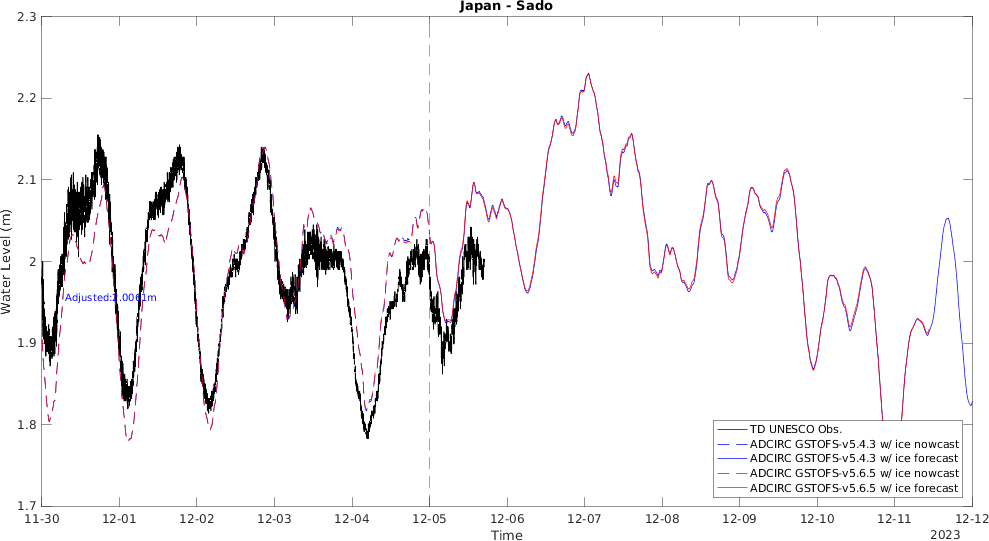 Japan - Sado
2.3
2.2
2.1
2
1.9
1.8
1.7
Water Level (m)
Adjusted:2.0061m
TD UNESCO Obs.
ADCIRC GSTOFS-v5.4.3 w/ ice nowcast
ADCIRC GSTOFS-v5.4.3 w/ ice forecast
ADCIRC GSTOFS-v5.6.5 w/ ice nowcast
ADCIRC GSTOFS-v5.6.5 w/ ice forecast
11-30 12-01 12-02 12-03 12-04 12-05 12-06 12-07 12-08 12-09 12-10 12-11 12-12
Time
2023